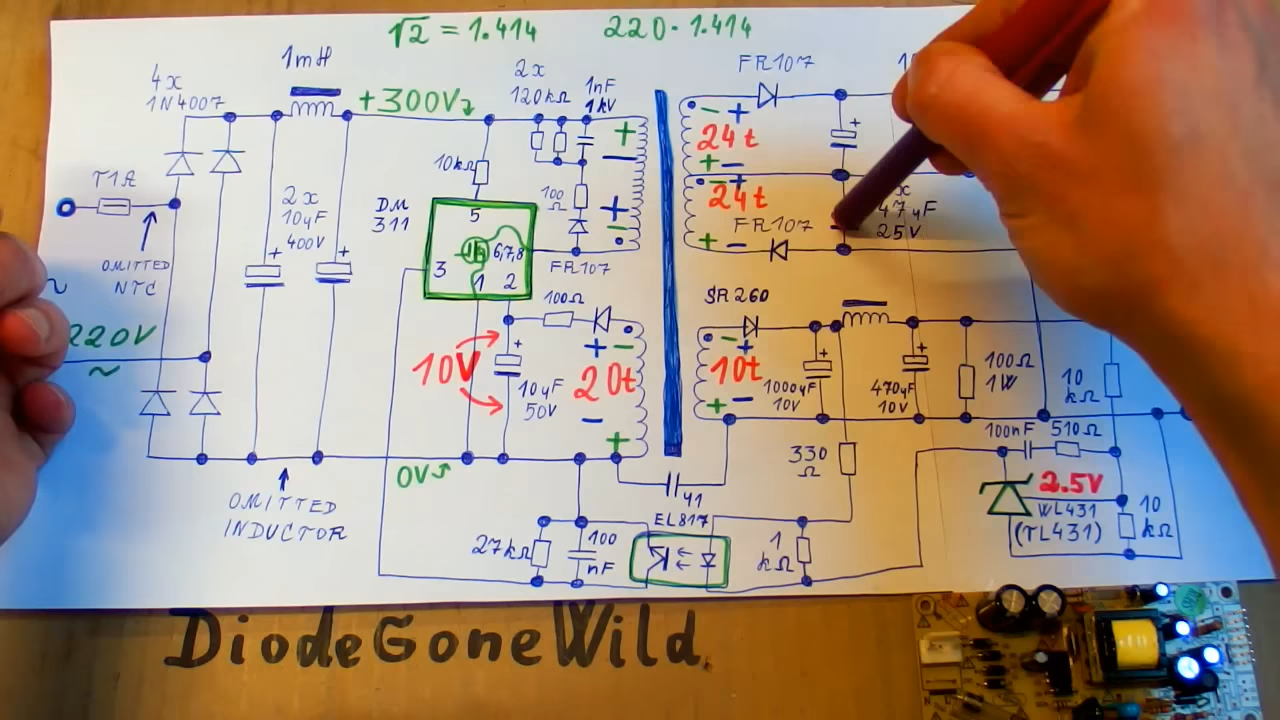 √2 = 1.414 220·1.414
4x
1N4007
1mH
+300V
2x
120kΩ
1nF
1kV
FR107
T1A
10kΩ
DM
311
5
3
1
2
6,7,8
100
Ω
FR107
24t
24t
FR107
47μF
25V
2x
10μF
400V
OMITTED
NTC
220V
~
~
100Ω
10V
10μF
50V
20t
SR260
10t
1000μF
10V
470μF
10V
100Ω
1W
10
kΩ
0V
OMITTED
INDUCTOR
Y1
330
Ω
100nF
510Ω
2.5V
WL431
(TL431)
10
kΩ
27kΩ
100
nF
EL817
1
kΩ
DiodeGoneWild